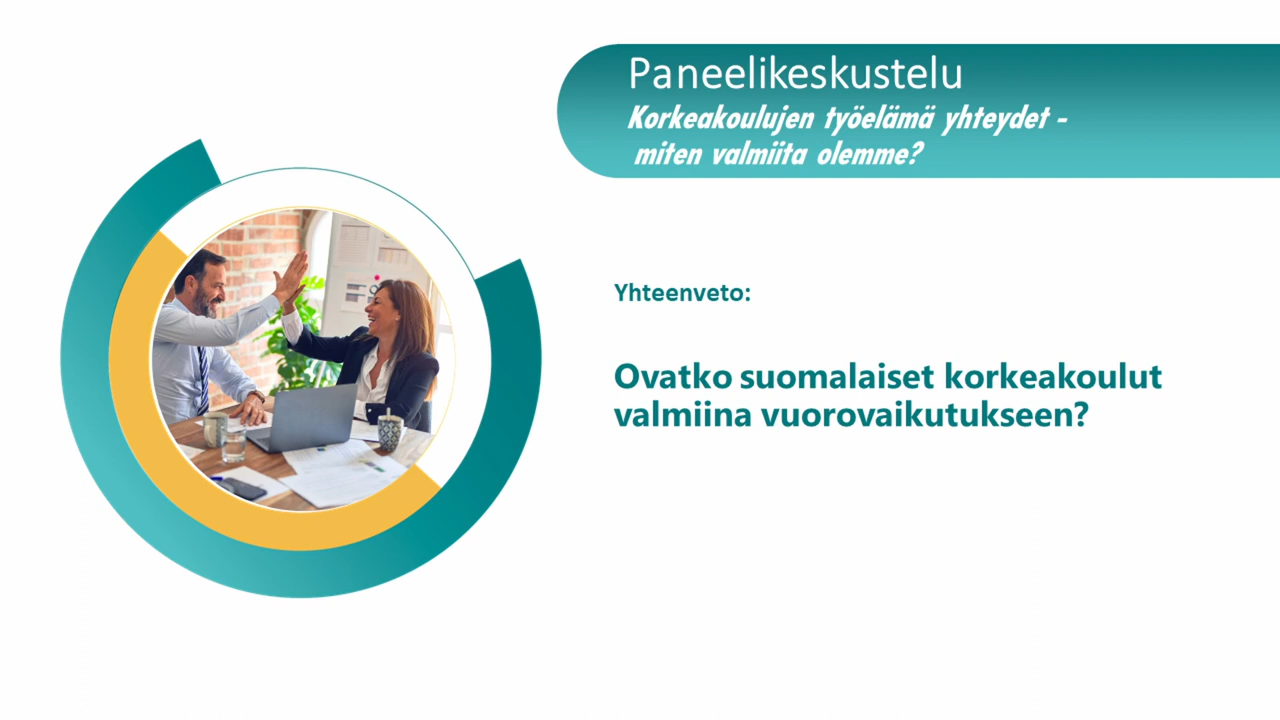 Paneelikeskustelu
Korkeakoulujen työelämä yhteydet -
miten valmiita olemme?
Yhteenveto:
Ovatko suomalaiset korkeakoulut
valmiina vuorovaikutukseen?